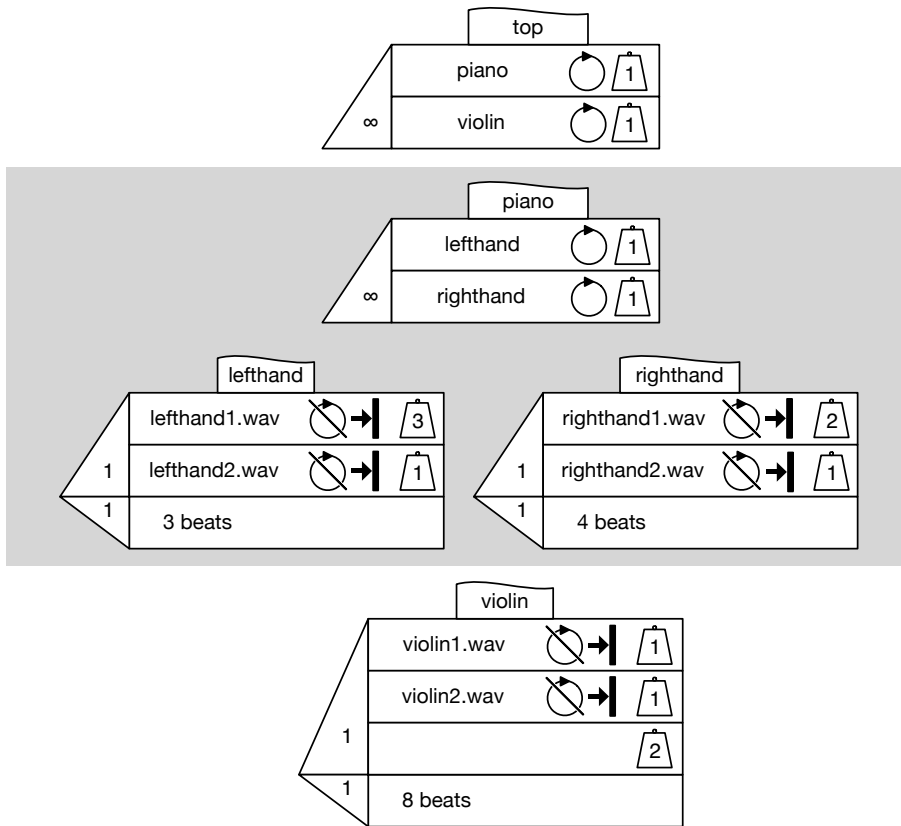 top
piano 1
∞ violin 1
piano
lefthand 1
∞ righthand 1
lefthand
lefthand1.wav 3
1 lefthand2.wav 1
1 3 beats
righthand
righthand1.wav 2
1 righthand2.wav 1
1 4 beats
violin
violin1.wav 1
violin2.wav 1
1 2
1 8 beats